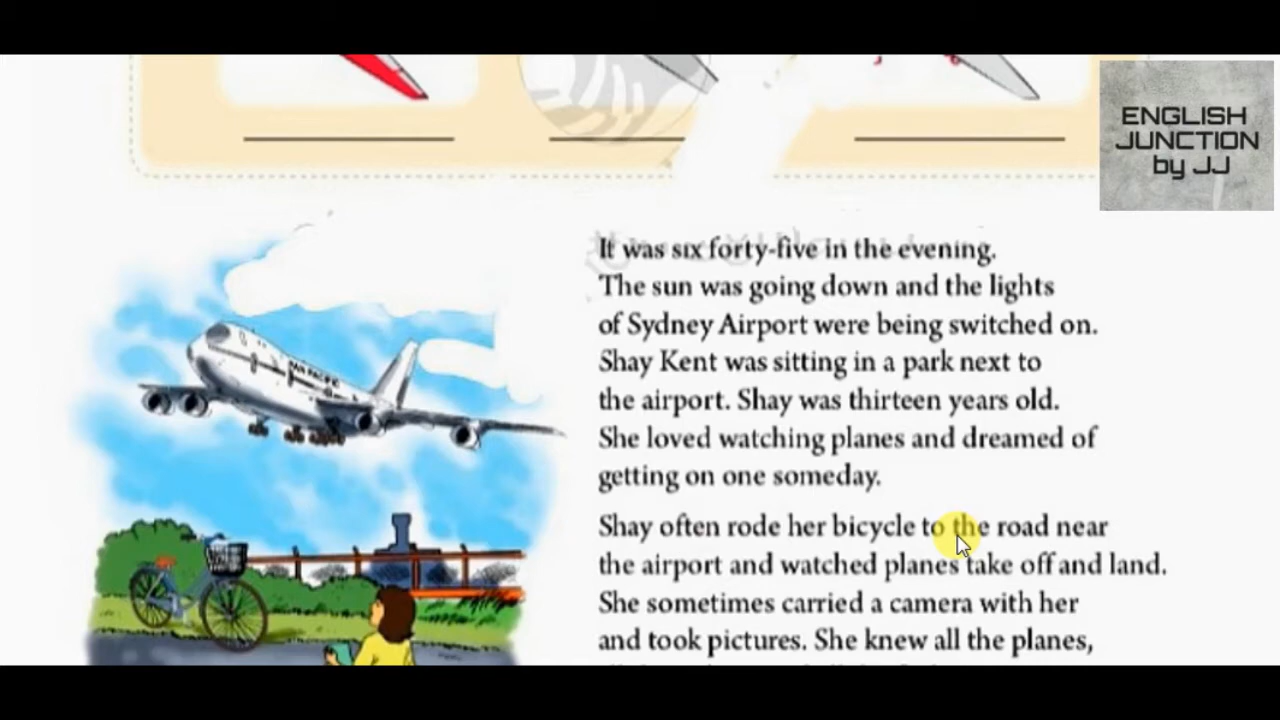 ENGLISH
JUNCTION
by JJ
It was six forty-five in the evening.
The sun was going down and the lights
of Sydney Airport were being switched on.
Shay Kent was sitting in a park next to
the airport. Shay was thirteen years old.
She loved watching planes and dreamed of
getting on one someday.
Shay often rode her bicycle to the road near
the airport and watched planes take off and land.
She sometimes carried a camera with her
and took pictures. She knew all the planes,